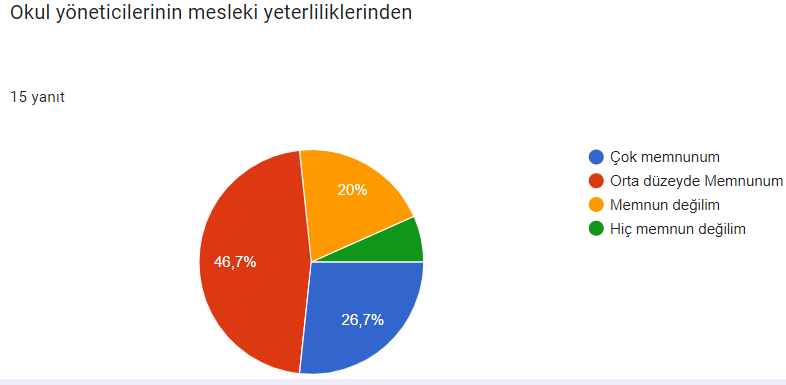 Okul yöneticilerinin mesleki yeterliliklerinden
15 yanıt
Çok memnunum
Orta düzeyde Memnunum
Memnun değilim
Hiç memnun değilim
20%
46,7%
26,7%